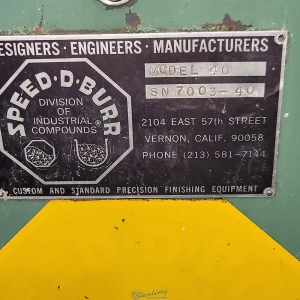 DESIGNERS · ENGINEERS · MANUFACTURERS
MODEL 40
SN 7003-40
SPEED·D·BURR
DIVISION
OF
INDUSTRIAL
COMPOUNDS
2104 EAST 57th STREET
VERNON, CALIF. 90058
PHONE (213) 581-7144
CUSTOM AND STANDARD PRECISION FINISHING EQUIPMENT
Sterling